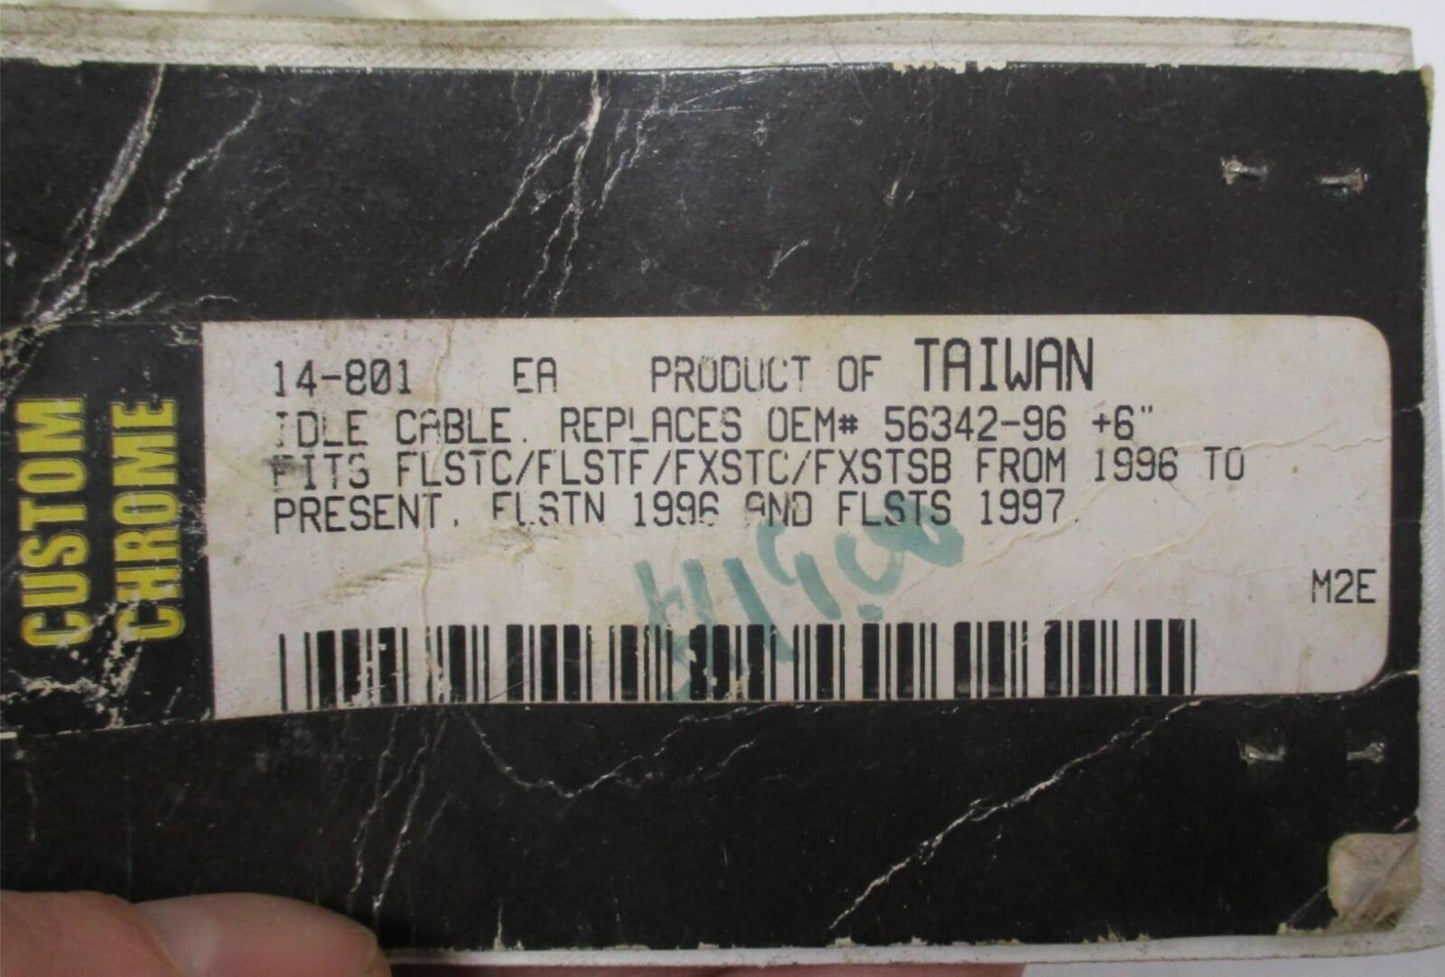 CUSTOM
CHROME
14-801 EA PRODUCT OF TAIWAN
IDLE CABLE. REPLACES OEM# 56342-96 +6"
FITS FLSTC/FLSTF/FXSTC/FXSTSB FROM 1996 TO
PRESENT. FLSTN 1996 AND FLSTS 1997
M2E